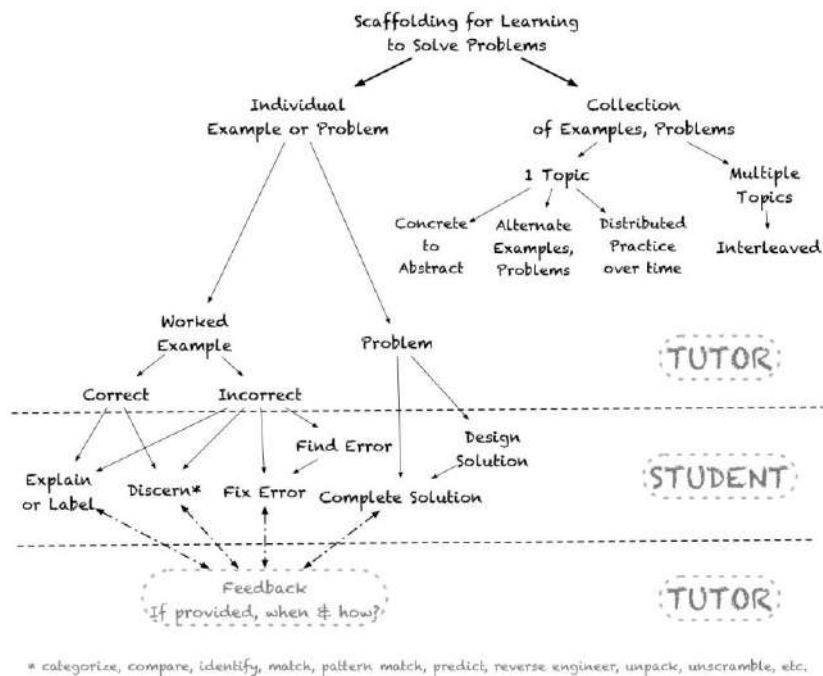 Scaffolding for Learning
to Solve Problems
Individual
Example or Problem
Collection
of Examples, Problems
1 Topic
Multiple
Topics
Concrete
to
Abstract
Alternate
Examples,
Problems
Distributed
Practice
over time
Interleaved
Worked
Example
Problem
TUTOR
Correct
Incorrect
Find Error
Design
Solution
Explain
or Label
Discern*
Fix Error
Complete Solution
STUDENT
Feedback
If provided, when & how?
TUTOR
* categorize, compare, identify, match, pattern match, predict, reverse engineer, unpack, unscramble, etc.